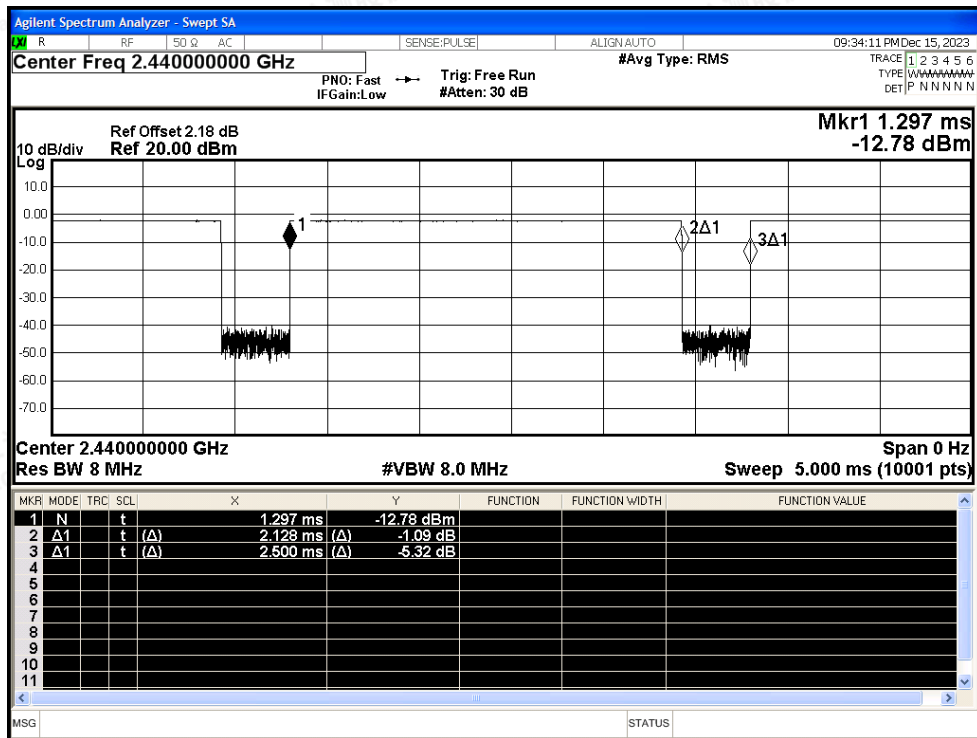 Agilent Spectrum Analyzer - Swept SA
LXI R RF 50 Ω AC SENSE:PULSE ALIGN AUTO 09:34:11 PM Dec 15, 2023
Center Freq 2.440000000 GHz #Avg Type: RMS TRACE 1 2 3 4 5 6
PNO: Fast Trig: Free Run TYPE WWWWWW
IFGain:Low #Atten: 30 dB DET P N N N N N
Mkr1 1.297 ms
Ref Offset 2.18 dB
10 dB/div Ref 20.00 dBm -12.78 dBm
Log
10.0
0.00
1 2Δ1
-10.0 3Δ1
-20.0
-30.0
-40.0
-50.0
-60.0
-70.0
Center 2.440000000 GHz Span 0 Hz
Res BW 8 MHz #VBW 8.0 MHz Sweep 5.000 ms (10001 pts)
MKR MODE TRC SCL X Y FUNCTION FUNCTION WIDTH FUNCTION VALUE
1 N t 1.297 ms -12.78 dBm
2 Δ1 t (Δ) 2.128 ms (Δ) -1.09 dB
3 Δ1 t (Δ) 2.500 ms (Δ) -5.32 dB
4
5
6
7
8
9
10
11
MSG STATUS